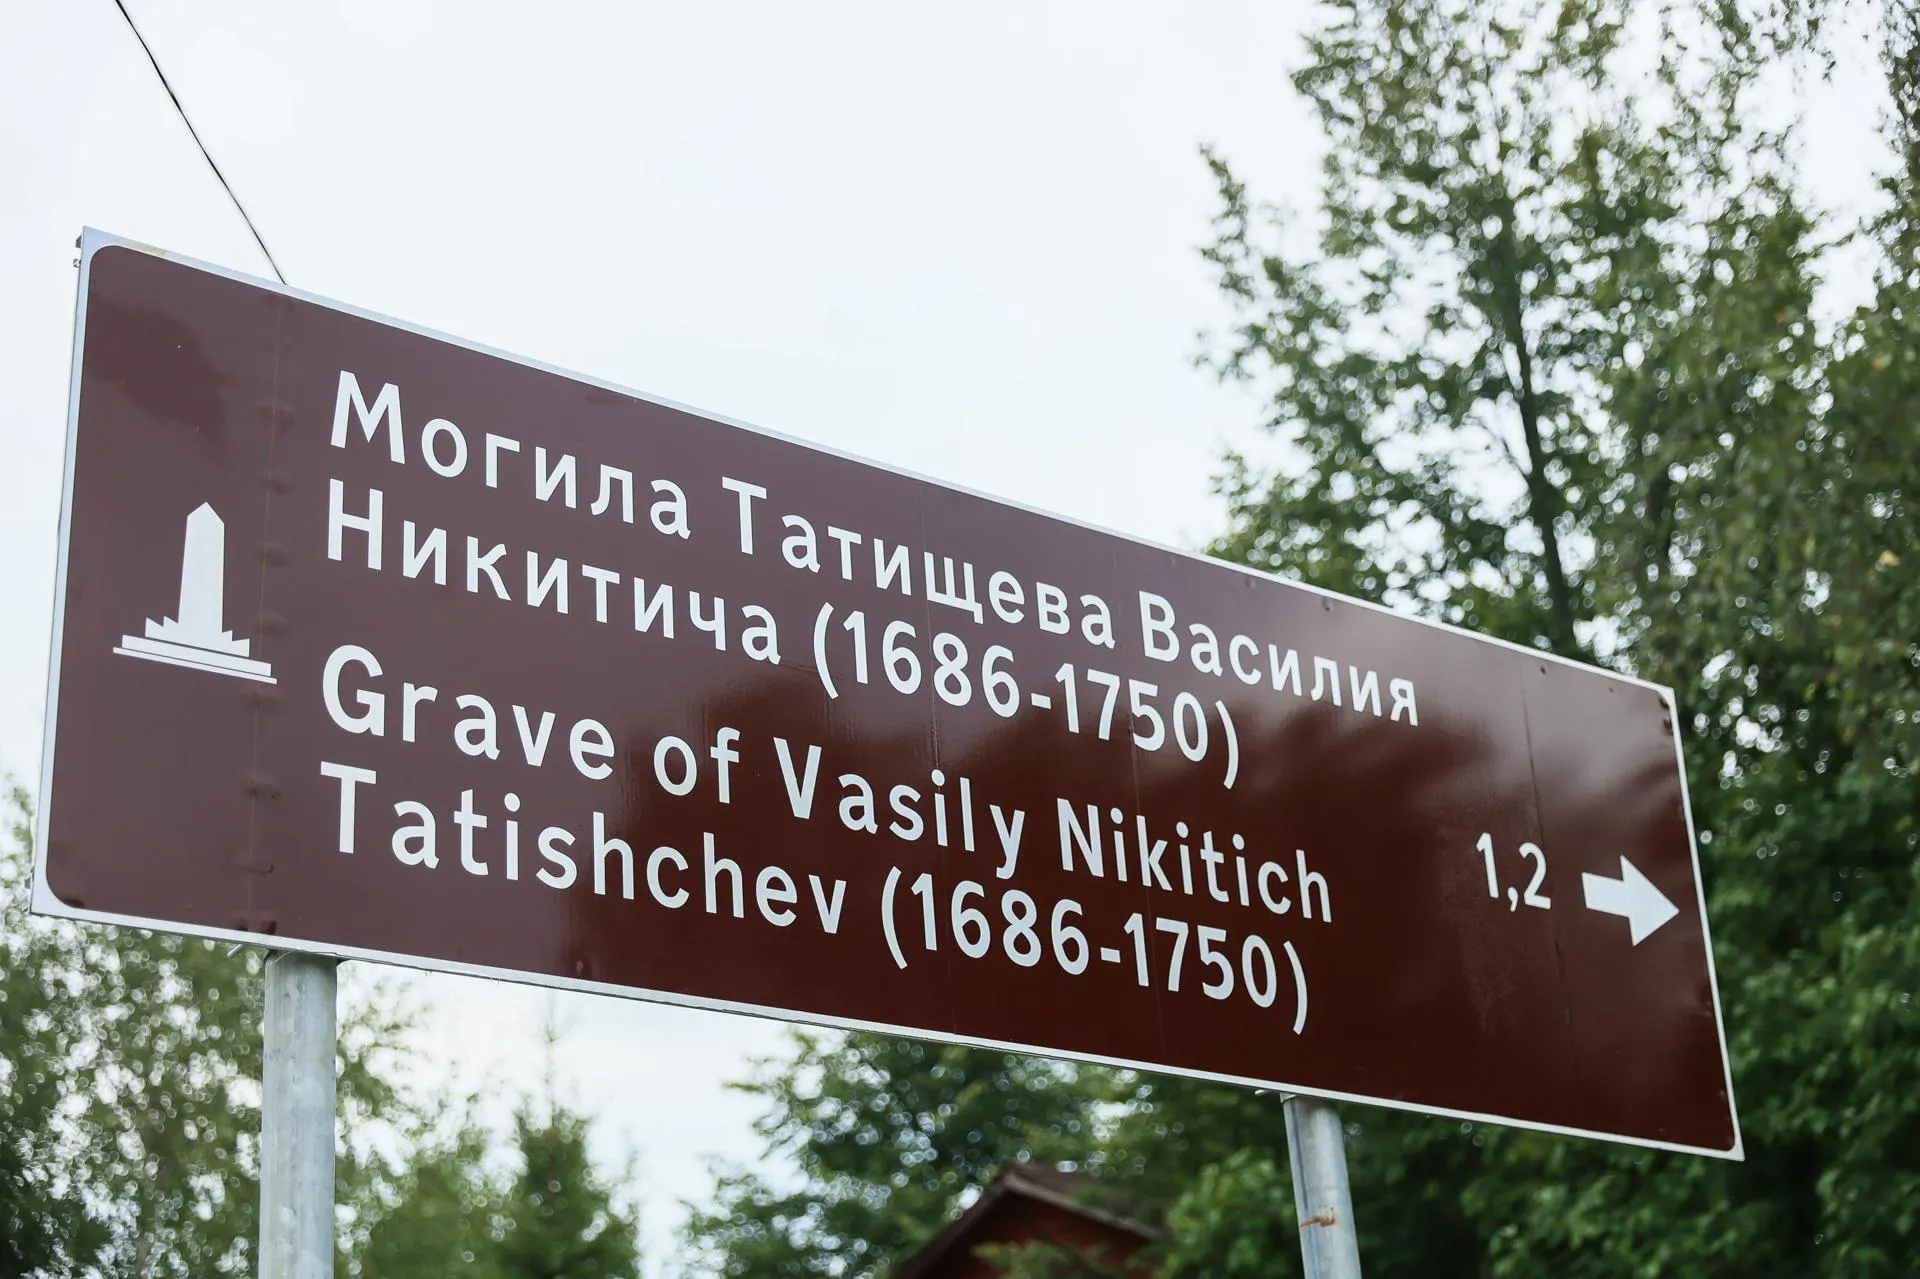 Могила Татищева Василия
Никитича (1686-1750)
Grave of Vasily Nikitich
Tatishchev (1686-1750)
1,2